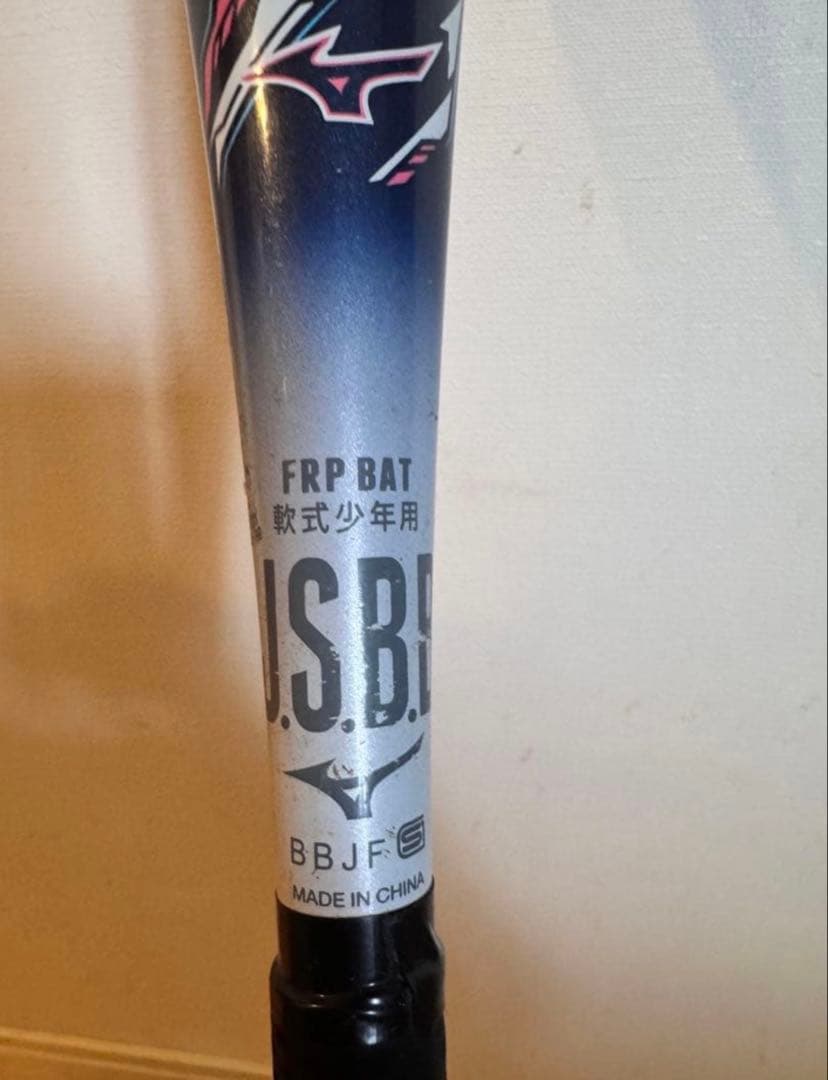 FRP BAT
軟式少年用
J.S.B.B
BBJF S
MADE IN CHINA